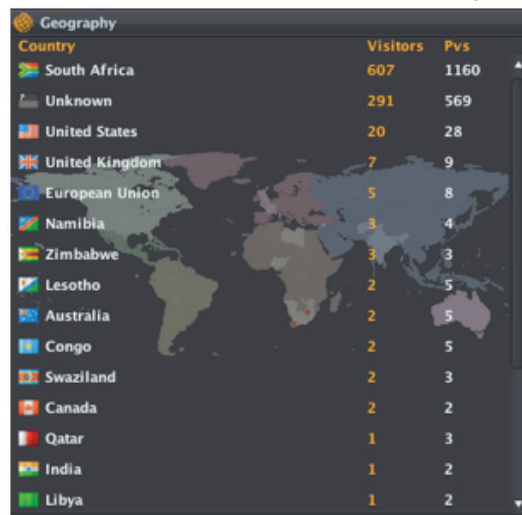 Geography
Country Visitors Pvs
South Africa 607 1160
Unknown 291 569
United States 20 28
United Kingdom 7 9
European Union 5 8
Namibia 3 4
Zimbabwe 3 3
Lesotho 2 5
Australia 2 5
Congo 2 5
Swaziland 2 3
Canada 2 2
Qatar 1 3
India 1 2
Libya 1 2